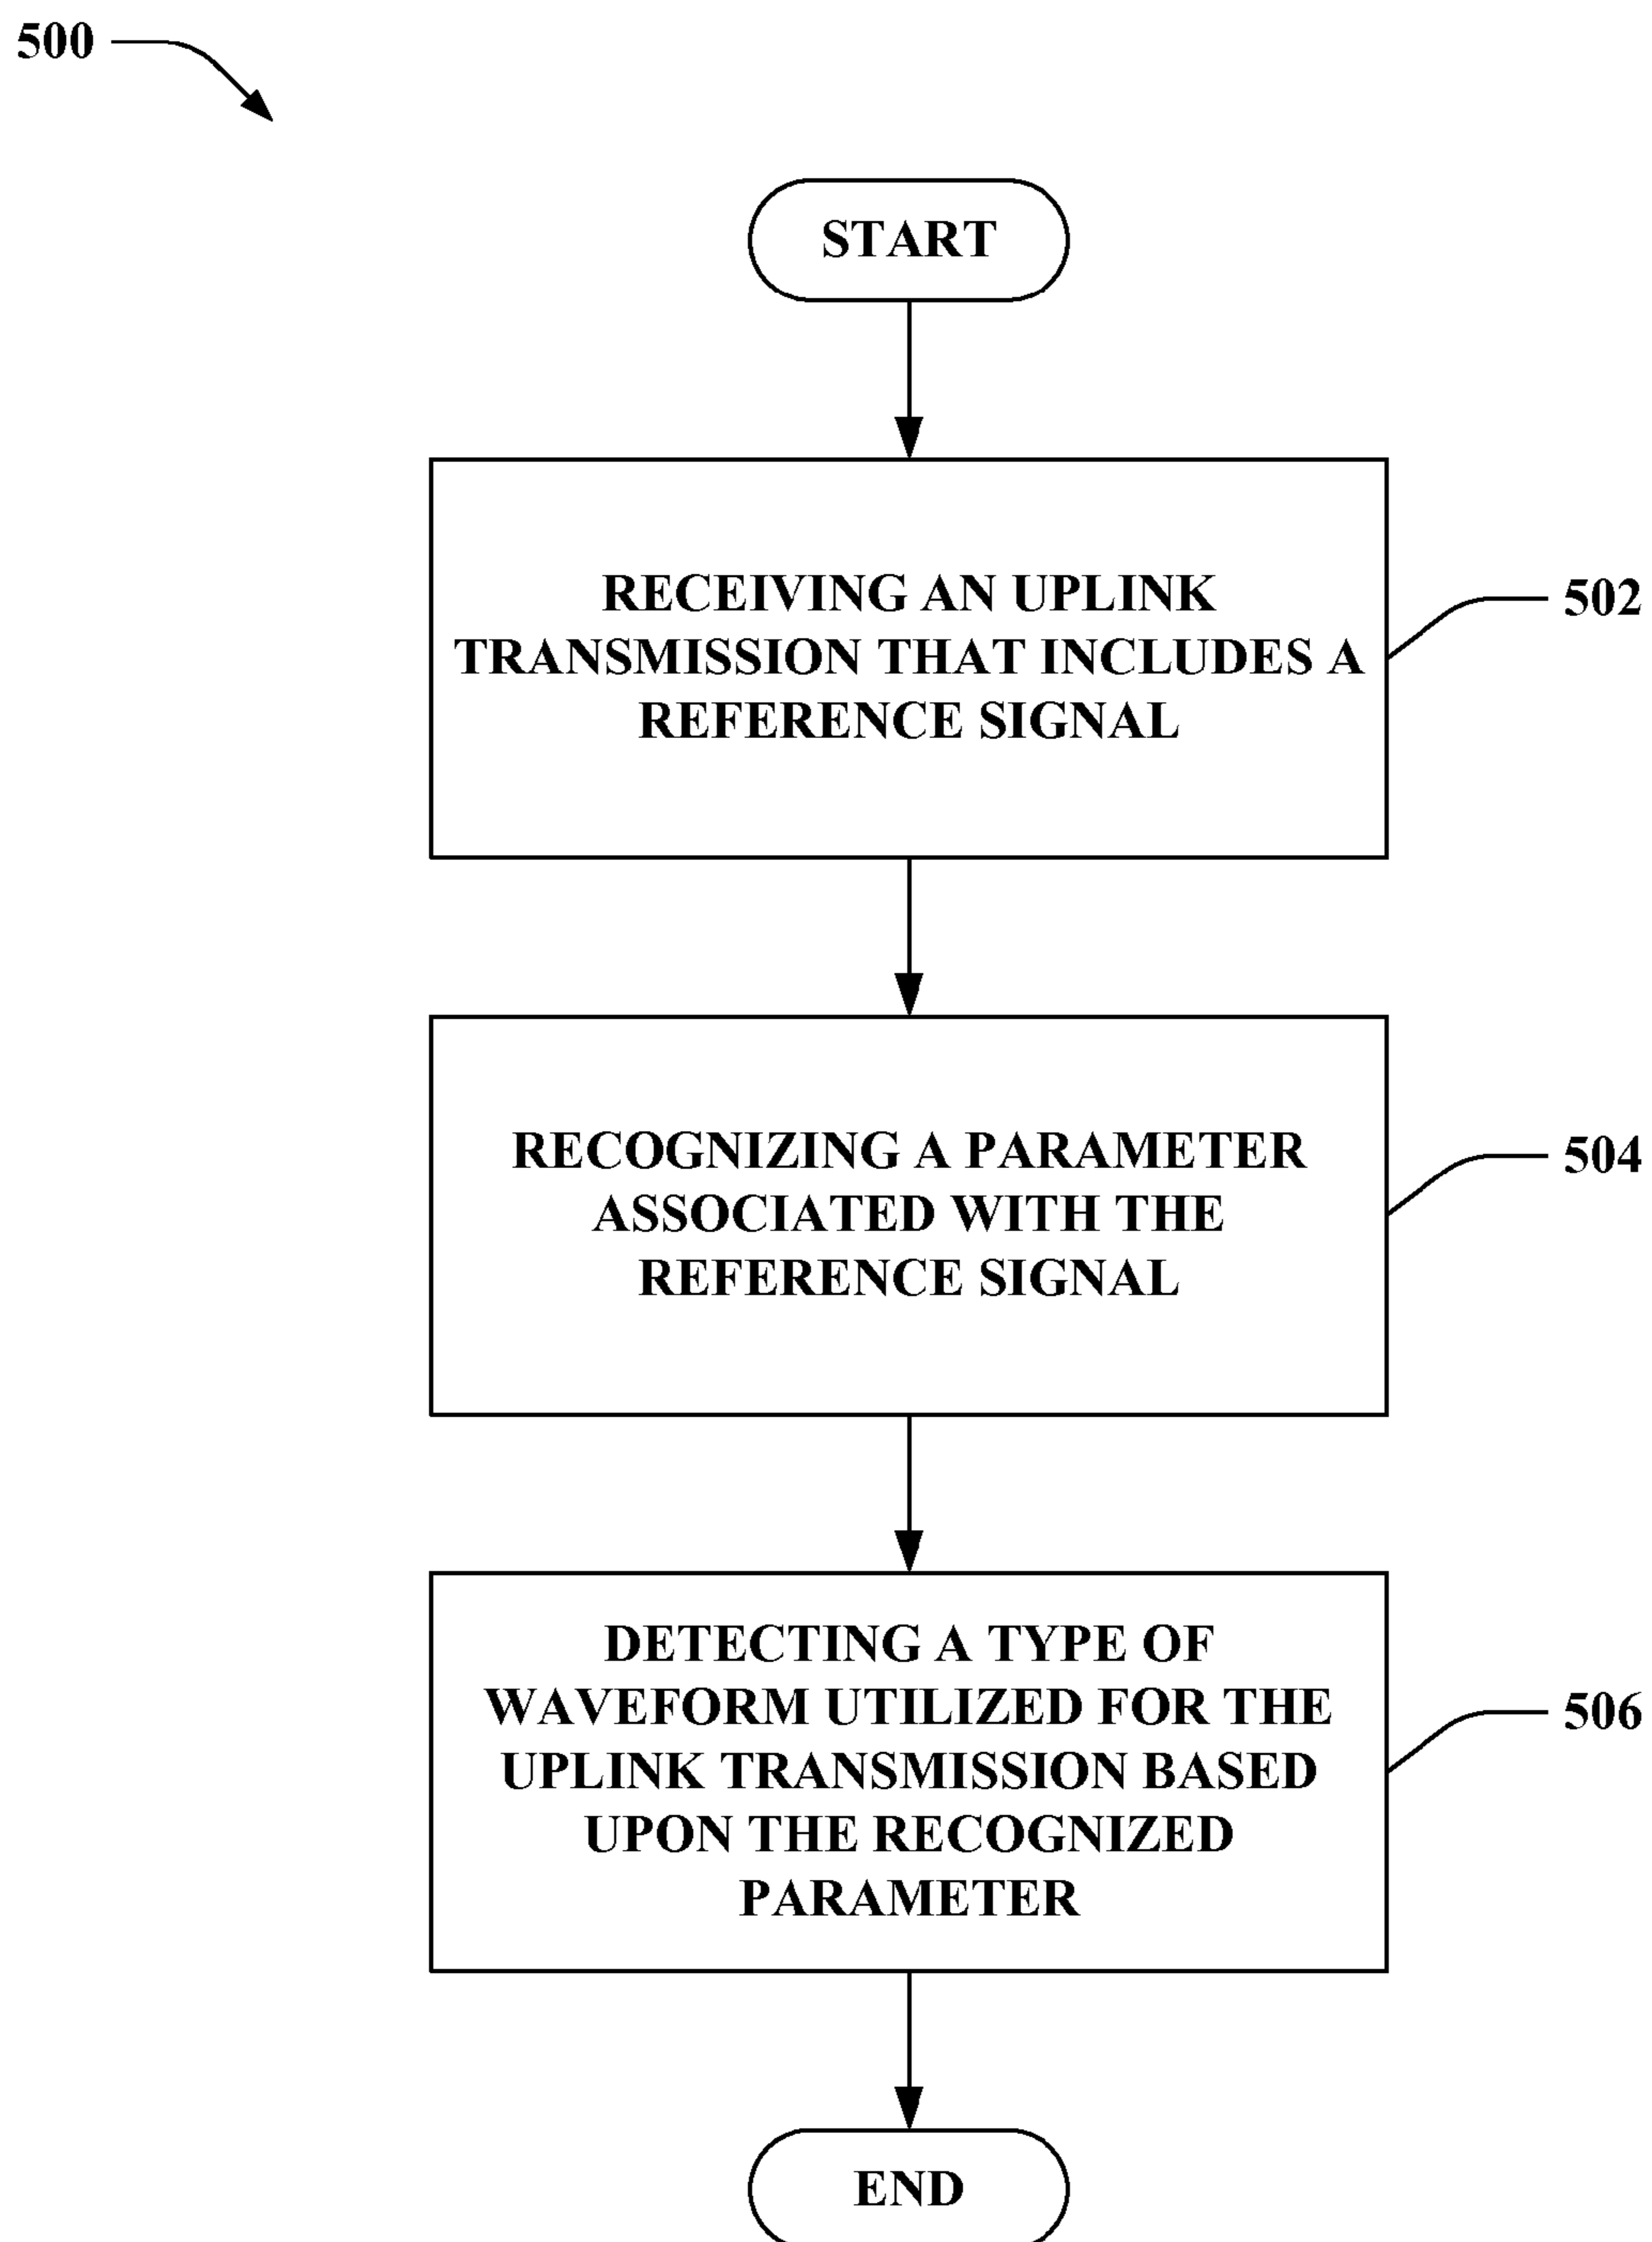 500
START
RECEIVING AN UPLINK
TRANSMISSION THAT INCLUDES A
REFERENCE SIGNAL
502
RECOGNIZING A PARAMETER
ASSOCIATED WITH THE
REFERENCE SIGNAL
504
DETECTING A TYPE OF
WAVEFORM UTILIZED FOR THE
UPLINK TRANSMISSION BASED
UPON THE RECOGNIZED
PARAMETER
506
END